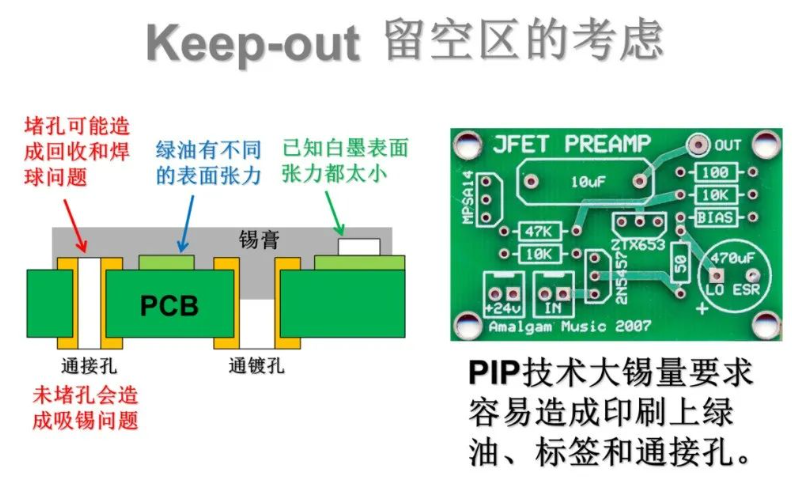 Keep-out 留空区的考虑
堵孔可能造
成回收和焊
球问题
绿油有不同
的表面张力
已知白墨表面
张力都太小
锡膏
PCB
通接孔
通镀孔
未堵孔会造
成吸锡问题
JFET PREAMP
OUT
MPSA14
10uF
100
10K
BIAS
47K
ZTX653
10K
2N5457
50
470uF
LO ESR
+24v
IN
+
Amalgam Music 2007
PIP技术大锡量要求
容易造成印刷上绿
油、标签和通接孔。